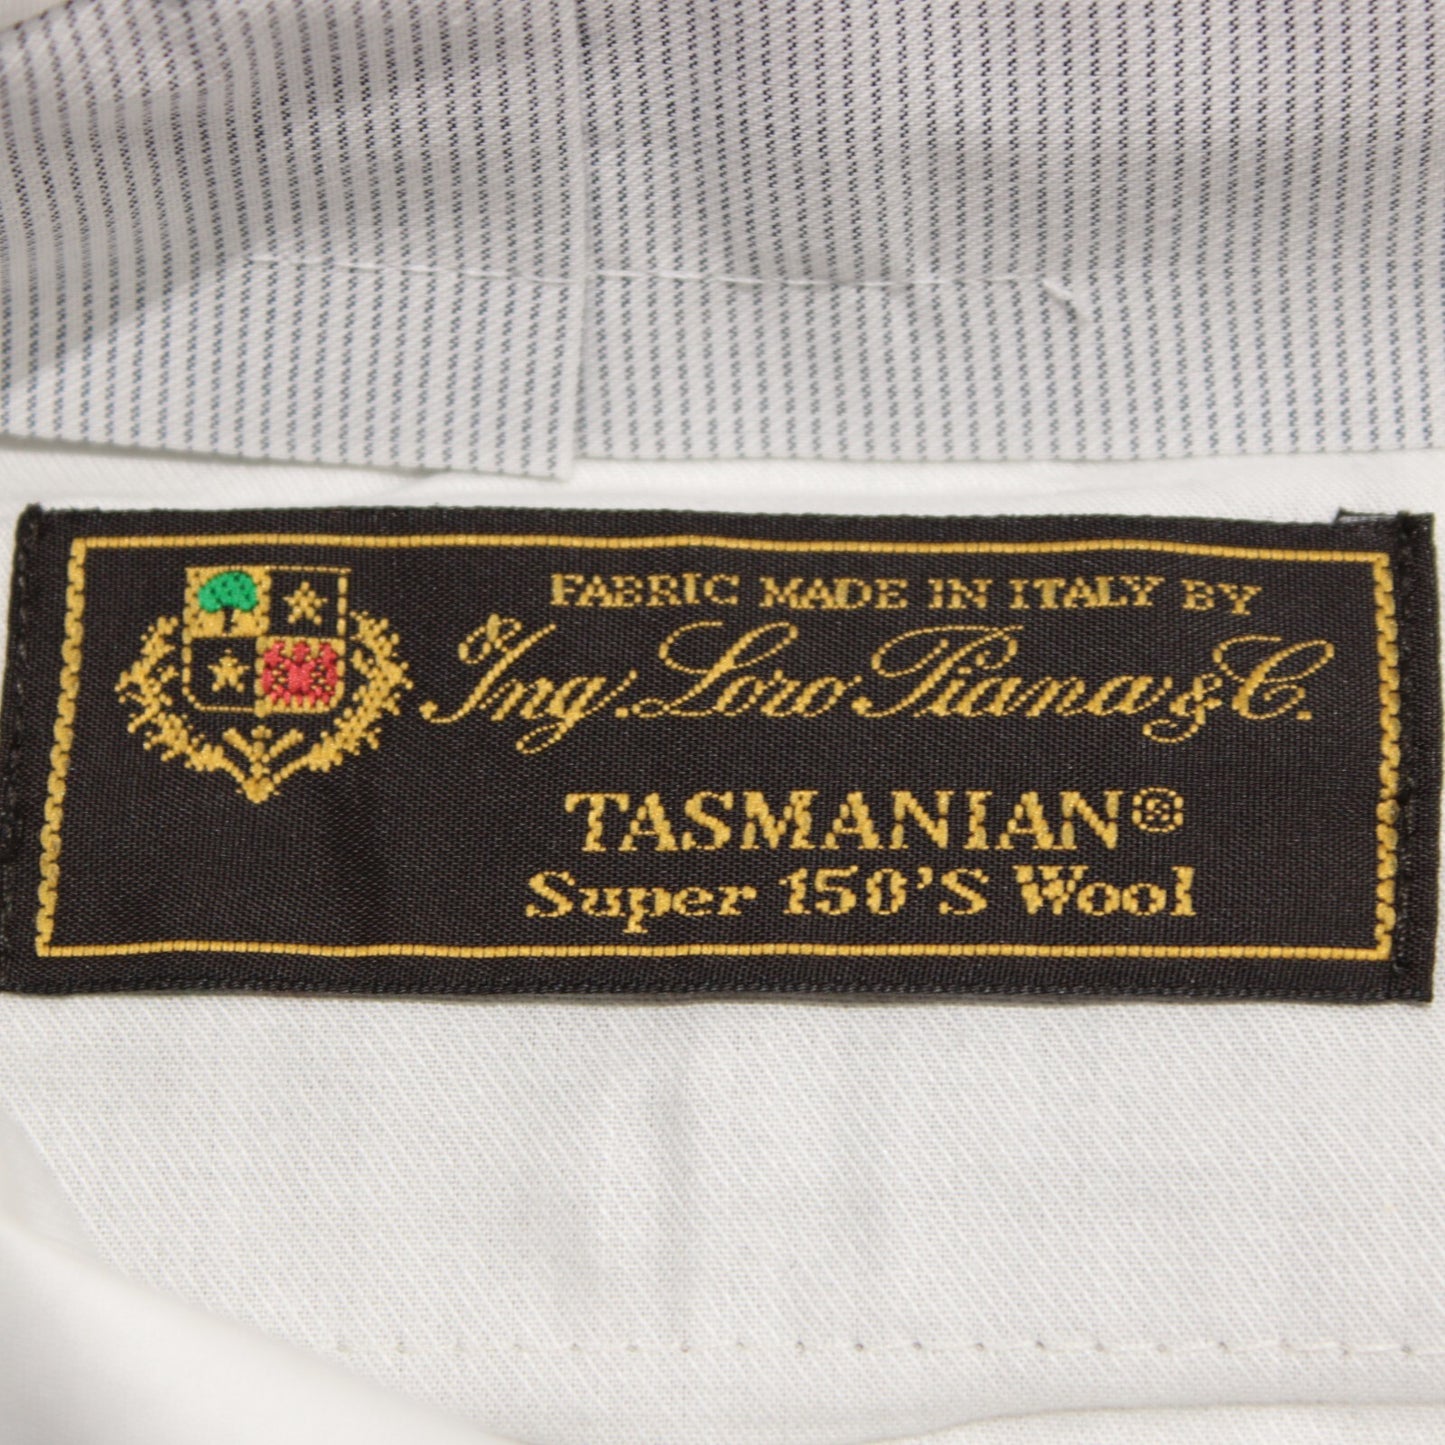 FABRIC MADE IN ITALY BY
Ing. Loro Piana & C.
TASMANIAN®
Super 150'S Wool